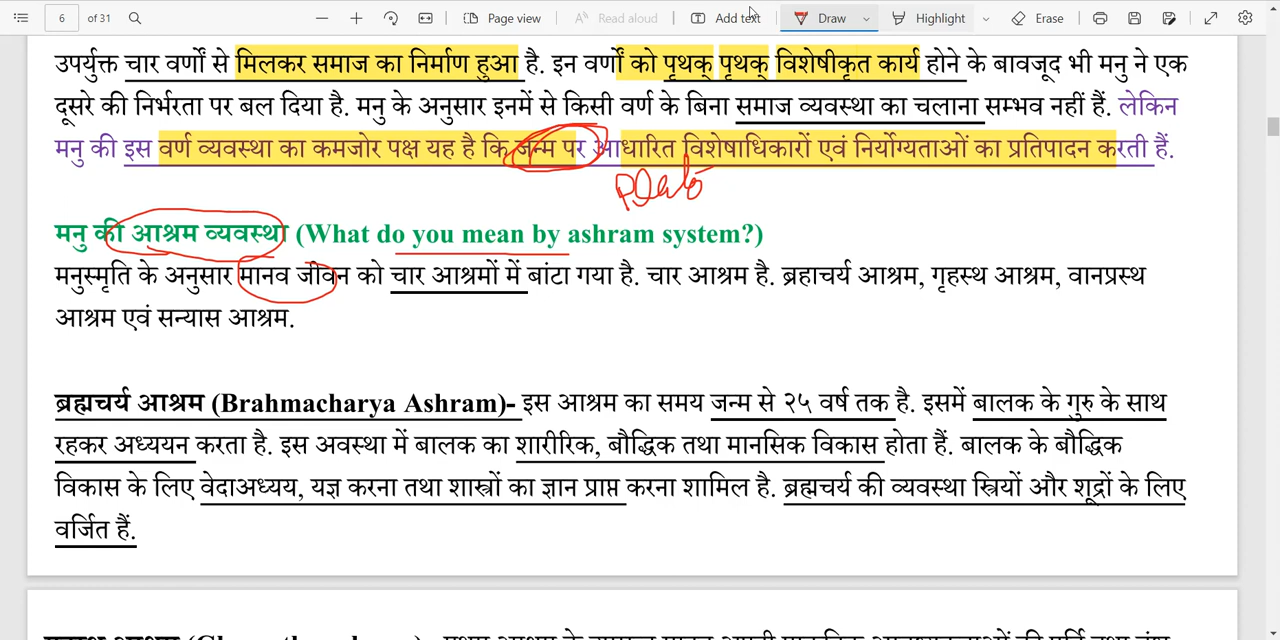 6 of 31 Page view Read aloud Add text Draw Highlight Erase
उपर्युक्त चार वर्णों से मिलकर समाज का निर्माण हुआ है. इन वर्णों को पृथक् पृथक् विशेषीकृत कार्य होने के बावजूद भी मनु ने एक
दूसरे की निर्भरता पर बल दिया है. मनु के अनुसार इनमें से किसी वर्ण के बिना समाज व्यवस्था का चलाना सम्भव नहीं हैं. लेकिन
मनु की इस वर्ण व्यवस्था का कमजोर पक्ष यह है कि जन्म पर आधारित विशेषाधिकारों एवं निर्योग्यताओं का प्रतिपादन करती हैं.
Plato
मनु की आश्रम व्यवस्था (What do you mean by ashram system?)
मनुस्मृति के अनुसार मानव जीवन को चार आश्रमों में बांटा गया है. चार आश्रम है. ब्रहाचर्य आश्रम, गृहस्थ आश्रम, वानप्रस्थ
आश्रम एवं सन्यास आश्रम.
ब्रह्मचर्य आश्रम (Brahmacharya Ashram)- इस आश्रम का समय जन्म से २५ वर्ष तक है. इसमें बालक के गुरु के साथ
रहकर अध्ययन करता है. इस अवस्था में बालक का शारीरिक, बौद्धिक तथा मानसिक विकास होता हैं. बालक के बौद्धिक
विकास के लिए वेदाअध्यय, यज्ञ करना तथा शास्त्रों का ज्ञान प्राप्त करना शामिल है. ब्रह्मचर्य की व्यवस्था स्त्रियों और शूद्रों के लिए
वर्जित हैं.